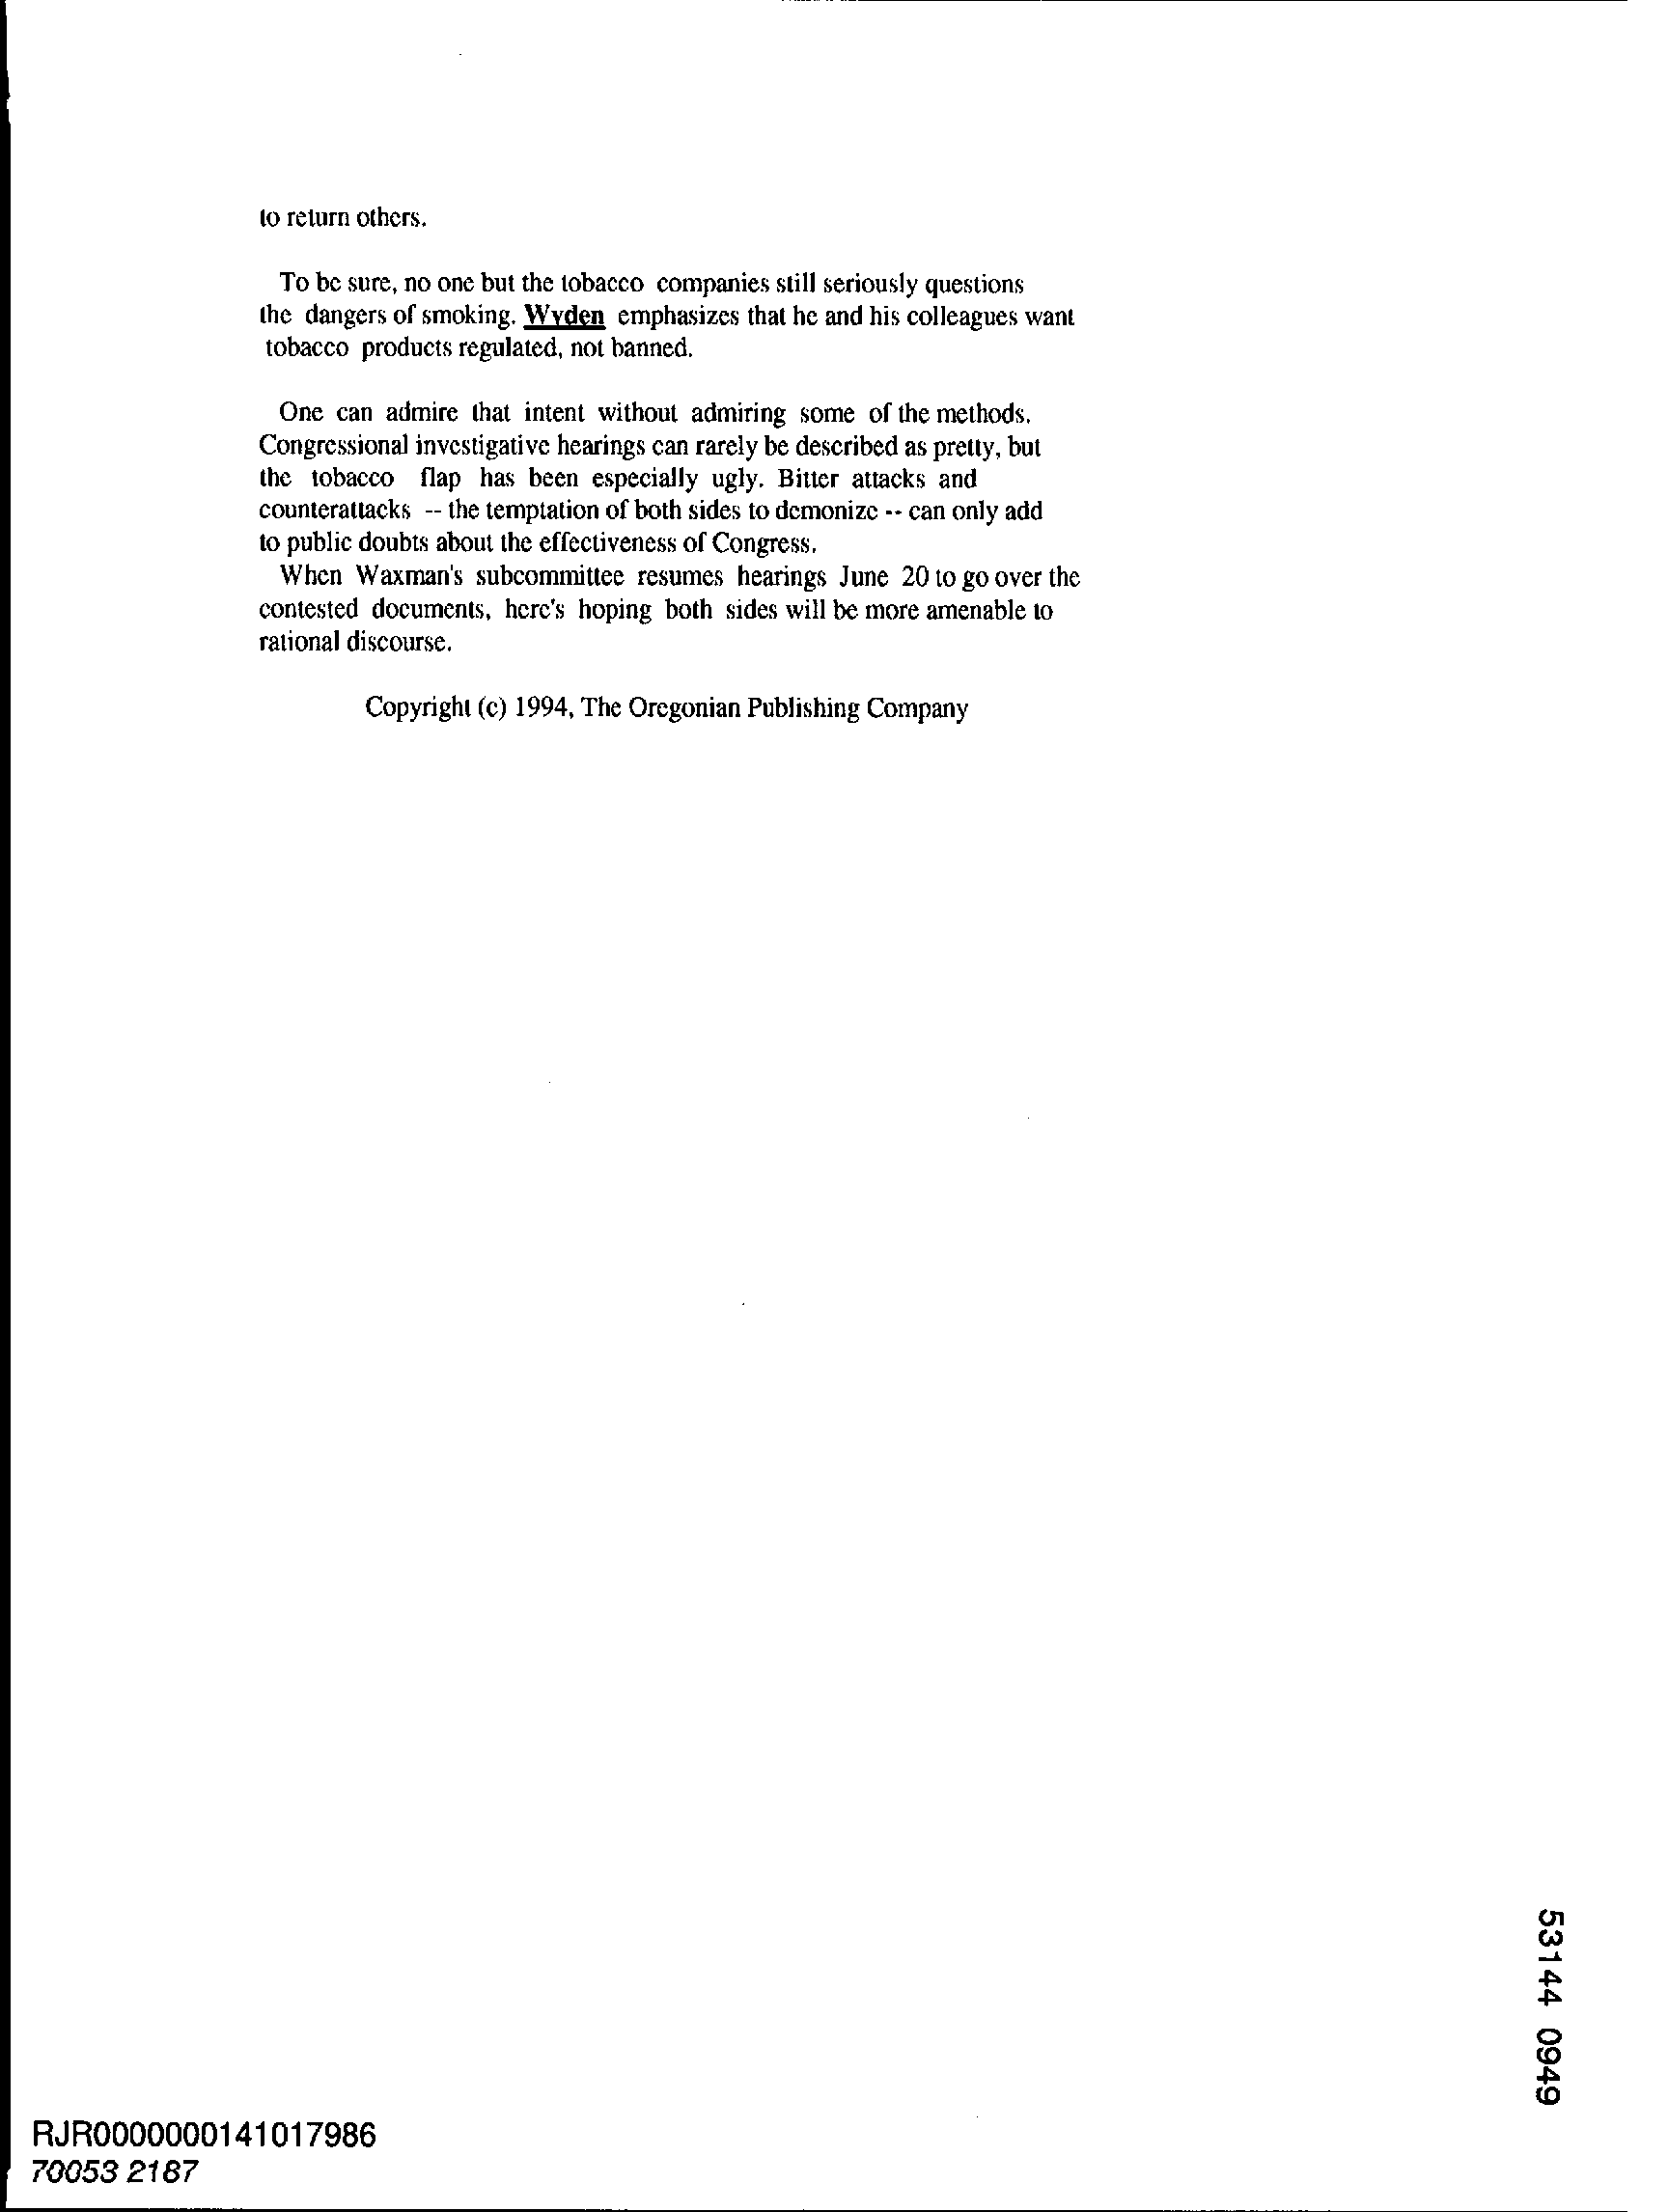 to return others.
To be sure, no one but the tobacco companies still seriously questions
the dangers of smoking. Wyden emphasizes that he and his colleagues want
tobacco products regulated, not banned.
One can admire that intent without admiring some of the methods.
Congressional investigative hearings can rarely be described as pretty, but
the tobacco flap has been especially ugly. Bitter attacks and
counterattacks -- the temptation of both sides to demonize -- can only add
to public doubts about the effectiveness of Congress.
When Waxman's subcommittee resumes hearings June 20 to go over the
contested documents, here's hoping both sides will be more amenable to
rational discourse.
Copyright (c) 1994, The Oregonian Publishing Company
53144 0949
RJR0000000141017986
70053 2187